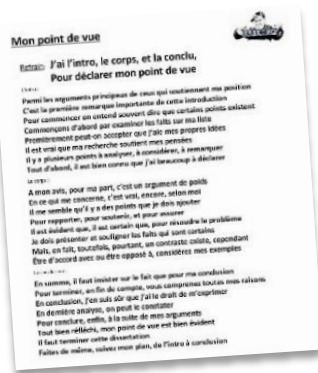 Mon point de vue
Refrain: J'ai l'intro, le corps, et la conclu,
Pour déclarer mon point de vue
Parmi les arguments principaux de ceux qui soutiennent ma position
C'est la première remarque importante de cette introduction
Pour commencer on entend souvent dire que certains points existent
Commençons d'abord par examiner les faits sur ma liste
Premièrement peut-on accepter que j'aie mes propres idées
Il est vrai que ma recherche soutient mes pensées
Il y a plusieurs points à analyser, à considérer, à remarquer
Tout d'abord, il est bien connu que j'ai beaucoup à déclarer
A mon avis, pour ma part, c'est un argument de poids
En ce qui me concerne, c'est vrai, encore, selon moi
Il me semble qu'il y a des points que je dois ajouter
Pour rapporter, pour soutenir, et pour assurer
Il est évident que, il est certain que, pour résoudre le problème
Je dois présenter et souligner les faits qui sont certains
Mais, en fait, toutefois, pourtant, un contraste existe, cependant
Être d'accord avec ou être opposé à, considérez mes exemples
En somme, il faut insister sur le fait que pour ma conclusion
Pour terminer, en fin de compte, vous comprenez toutes mes raisons
En conclusion, j'en suis sûr que j'ai le droit de m'exprimer
En dernière analyse, on peut le constater
Pour conclure, enfin, à la suite de mes arguments
Tout bien réfléchi, mon point de vue est bien évident
Il faut terminer cette dissertation
Faites de même, suivez mon plan, de l'intro à conclusion